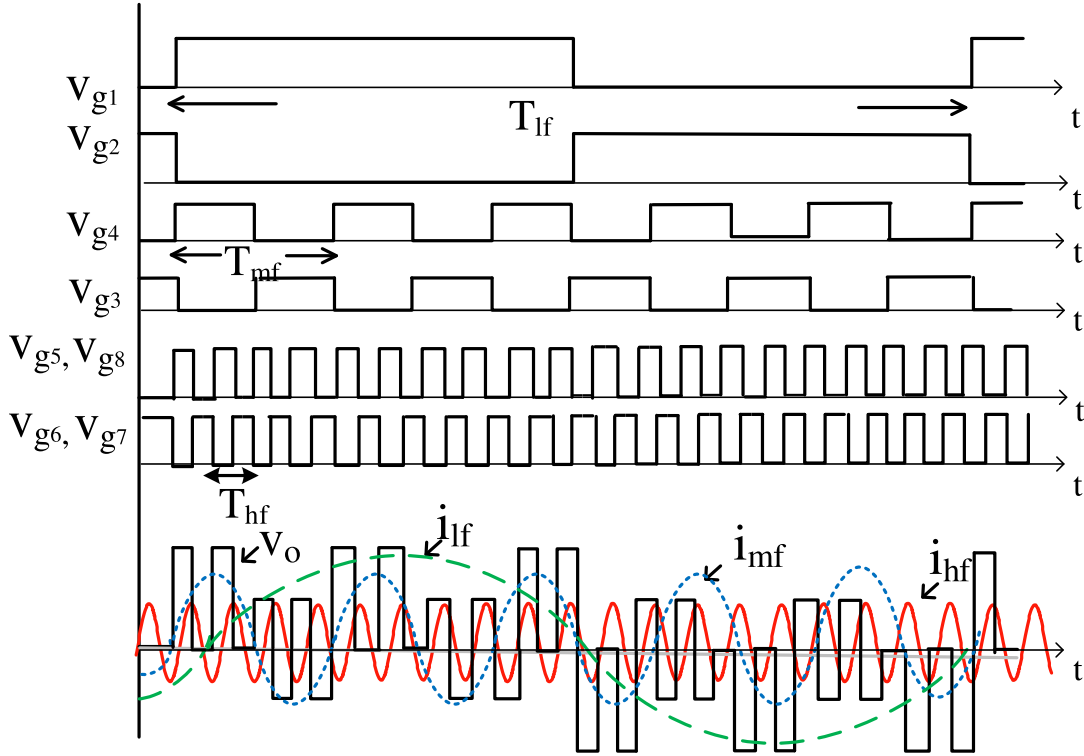 Vg1
t
Tlf
Vg2
t
Vg4
t
Tmf
Vg3
t
Vg5, Vg8
t
Vg6, Vg7
t
Thf
vo
ilf
imf
ihf
t